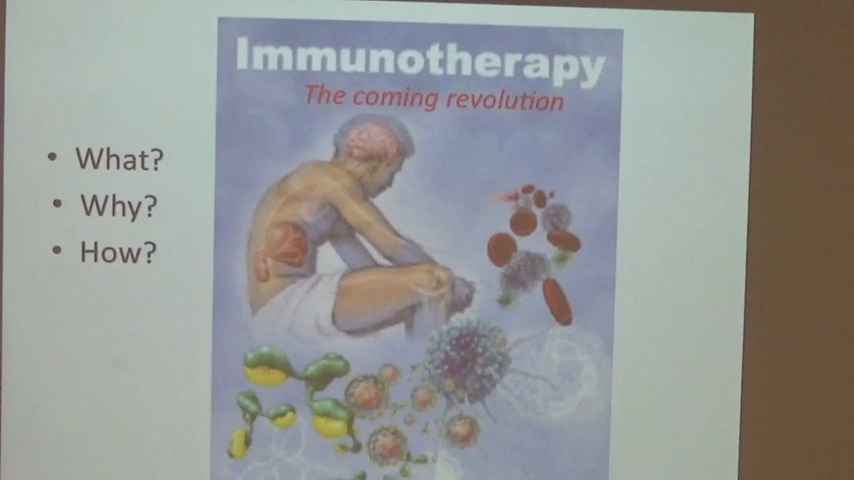 Immunotherapy
The coming revolution
• What?
• Why?
• How?